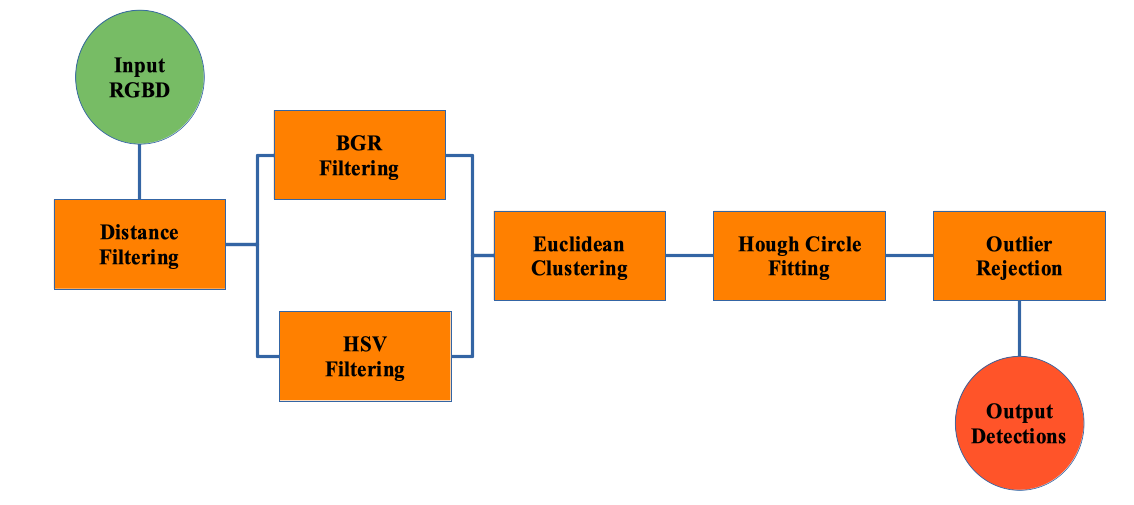 Input
RGBD
Distance
Filtering
BGR
Filtering
HSV
Filtering
Euclidean
Clustering
Hough Circle
Fitting
Outlier
Rejection
Output
Detections